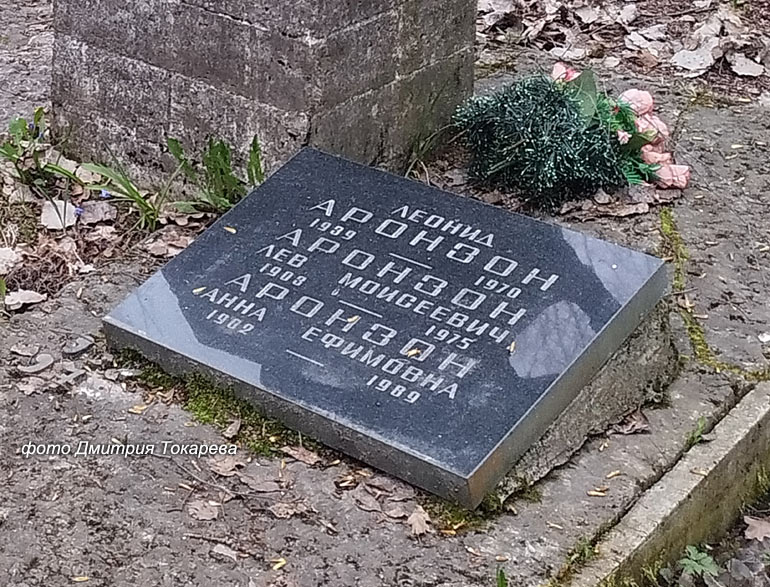 ЛЕОНИД
АРОНЗОН
1939 — 1970
АРОНЗОН
ЛЕВ МОИСЕЕВИЧ
1903 — 1975
АРОНЗОН
АННА ЕФИМОВНА
1902 — 1989
фото Дмитрия Токарева